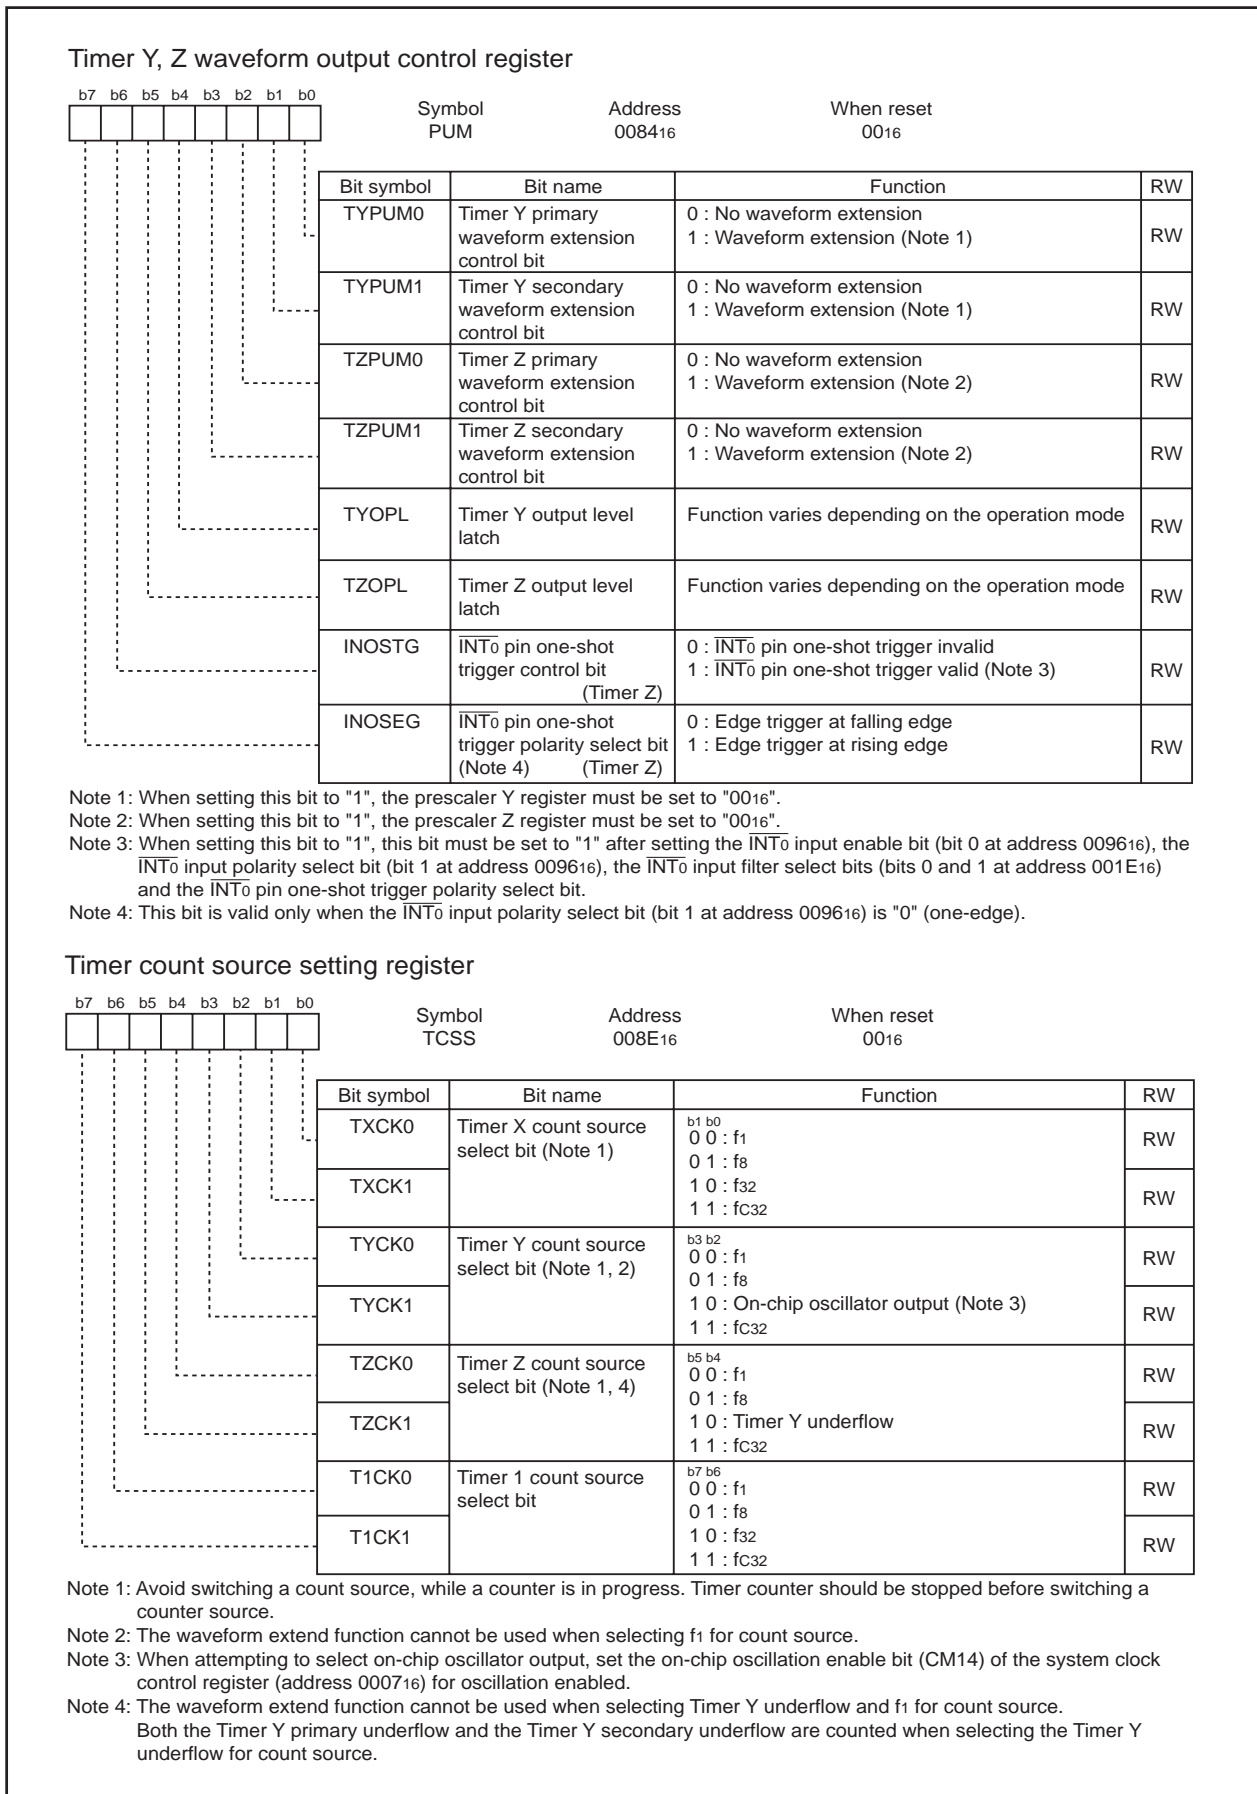 Timer Y, Z waveform output control register
b7 b6 b5 b4 b3 b2 b1 b0
Symbol Address When reset
PUM 008416 0016
Bit symbol Bit name Function RW
TYPUM0 Timer Y primary 0 : No waveform extension
waveform extension 1 : Waveform extension (Note 1) RW
control bit
TYPUM1 Timer Y secondary 0 : No waveform extension
waveform extension 1 : Waveform extension (Note 1) RW
control bit
TZPUM0 Timer Z primary 0 : No waveform extension
waveform extension 1 : Waveform extension (Note 2) RW
control bit
TZPUM1 Timer Z secondary 0 : No waveform extension
waveform extension 1 : Waveform extension (Note 2) RW
control bit
TYOPL Timer Y output level Function varies depending on the operation mode RW
latch
TZOPL Timer Z output level Function varies depending on the operation mode RW
latch
INOSTG INT0 pin one-shot 0 : INT0 pin one-shot trigger invalid
trigger control bit 1 : INT0 pin one-shot trigger valid (Note 3) RW
(Timer Z)
INOSEG INT0 pin one-shot 0 : Edge trigger at falling edge
trigger polarity select bit 1 : Edge trigger at rising edge RW
(Note 4) (Timer Z)
Note 1: When setting this bit to "1", the prescaler Y register must be set to "0016".
Note 2: When setting this bit to "1", the prescaler Z register must be set to "0016".
Note 3: When setting this bit to "1", this bit must be set to "1" after setting the INT0 input enable bit (bit 0 at address 009616), the
INT0 input polarity select bit (bit 1 at address 009616), the INT0 input filter select bits (bits 0 and 1 at address 001E16)
and the INT0 pin one-shot trigger polarity select bit.
Note 4: This bit is valid only when the INT0 input polarity select bit (bit 1 at address 009616) is "0" (one-edge).
Timer count source setting register
b7 b6 b5 b4 b3 b2 b1 b0
Symbol Address When reset
TCSS 008E16 0016
Bit symbol Bit name Function RW
TXCK0 Timer X count source b1 b0
select bit (Note 1) 0 0 : f1 RW
0 1 : f8
TXCK1 1 0 : f32 RW
1 1 : fC32
TYCK0 Timer Y count source b3 b2
select bit (Note 1, 2) 0 0 : f1 RW
0 1 : f8
TYCK1 1 0 : On-chip oscillator output (Note 3) RW
1 1 : fC32
TZCK0 Timer Z count source b5 b4
select bit (Note 1, 4) 0 0 : f1 RW
0 1 : f8
TZCK1 1 0 : Timer Y underflow RW
1 1 : fC32
T1CK0 Timer 1 count source b7 b6
select bit 0 0 : f1 RW
0 1 : f8
T1CK1 1 0 : f32 RW
1 1 : fC32
Note 1: Avoid switching a count source, while a counter is in progress. Timer counter should be stopped before switching a
counter source.
Note 2: The waveform extend function cannot be used when selecting f1 for count source.
Note 3: When attempting to select on-chip oscillator output, set the on-chip oscillation enable bit (CM14) of the system clock
control register (address 000716) for oscillation enabled.
Note 4: The waveform extend function cannot be used when selecting Timer Y underflow and f1 for count source.
Both the Timer Y primary underflow and the Timer Y secondary underflow are counted when selecting the Timer Y
underflow for count source.